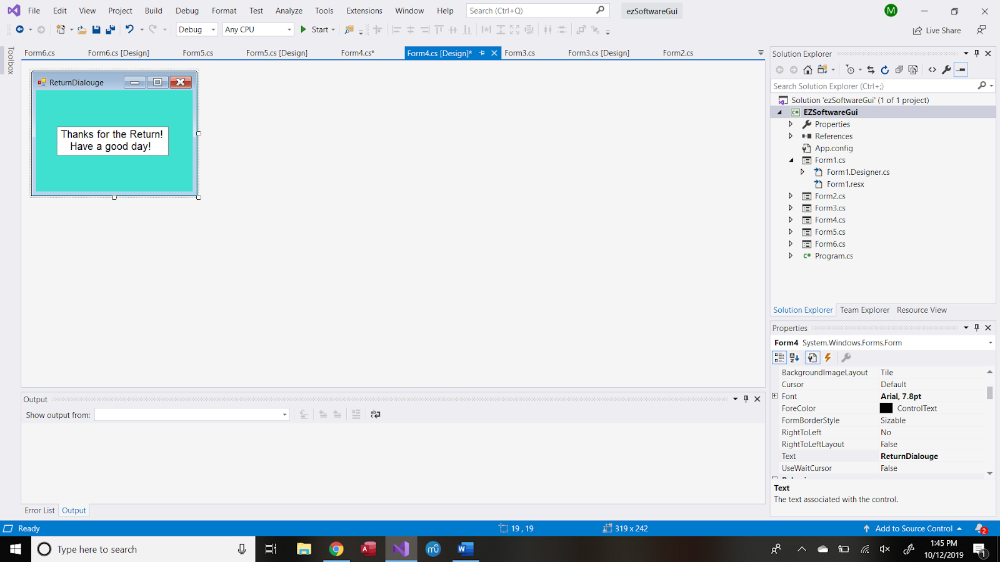 File Edit View Project Build Debug Format Test Analyze Tools Extensions Window Help Search (Ctrl+Q) ezSoftwareGui M
Debug Any CPU Start Live Share
Toolbox
Form6.cs Form6.cs [Design] Form5.cs Form5.cs [Design] Form4.cs* Form4.cs [Design]* Form3.cs Form3.cs [Design] Form2.cs
ReturnDialouge
Thanks for the Return!
Have a good day!
Output
Show output from:
Error List Output
Solution Explorer
Search Solution Explorer (Ctrl+;)
Solution 'ezSoftwareGui' (1 of 1 project)
C# EZSoftwareGui
Properties
References
App.config
Form1.cs
Form1.Designer.cs
Form1.resx
Form2.cs
Form3.cs
Form4.cs
Form5.cs
Form6.cs
C# Program.cs
Solution Explorer Team Explorer Resource View
Properties
Form4 System.Windows.Forms.Form
BackgroundImageLayout Tile
Cursor Default
Font Arial, 7.8pt
ForeColor ControlText
FormBorderStyle Sizable
RightToLeft No
RightToLeftLayout False
Text ReturnDialouge
UseWaitCursor False
Text
The text associated with the control.
Ready 19 , 19 319 x 242 Add to Source Control 2
Type here to search
1:45 PM
10/12/2019
1